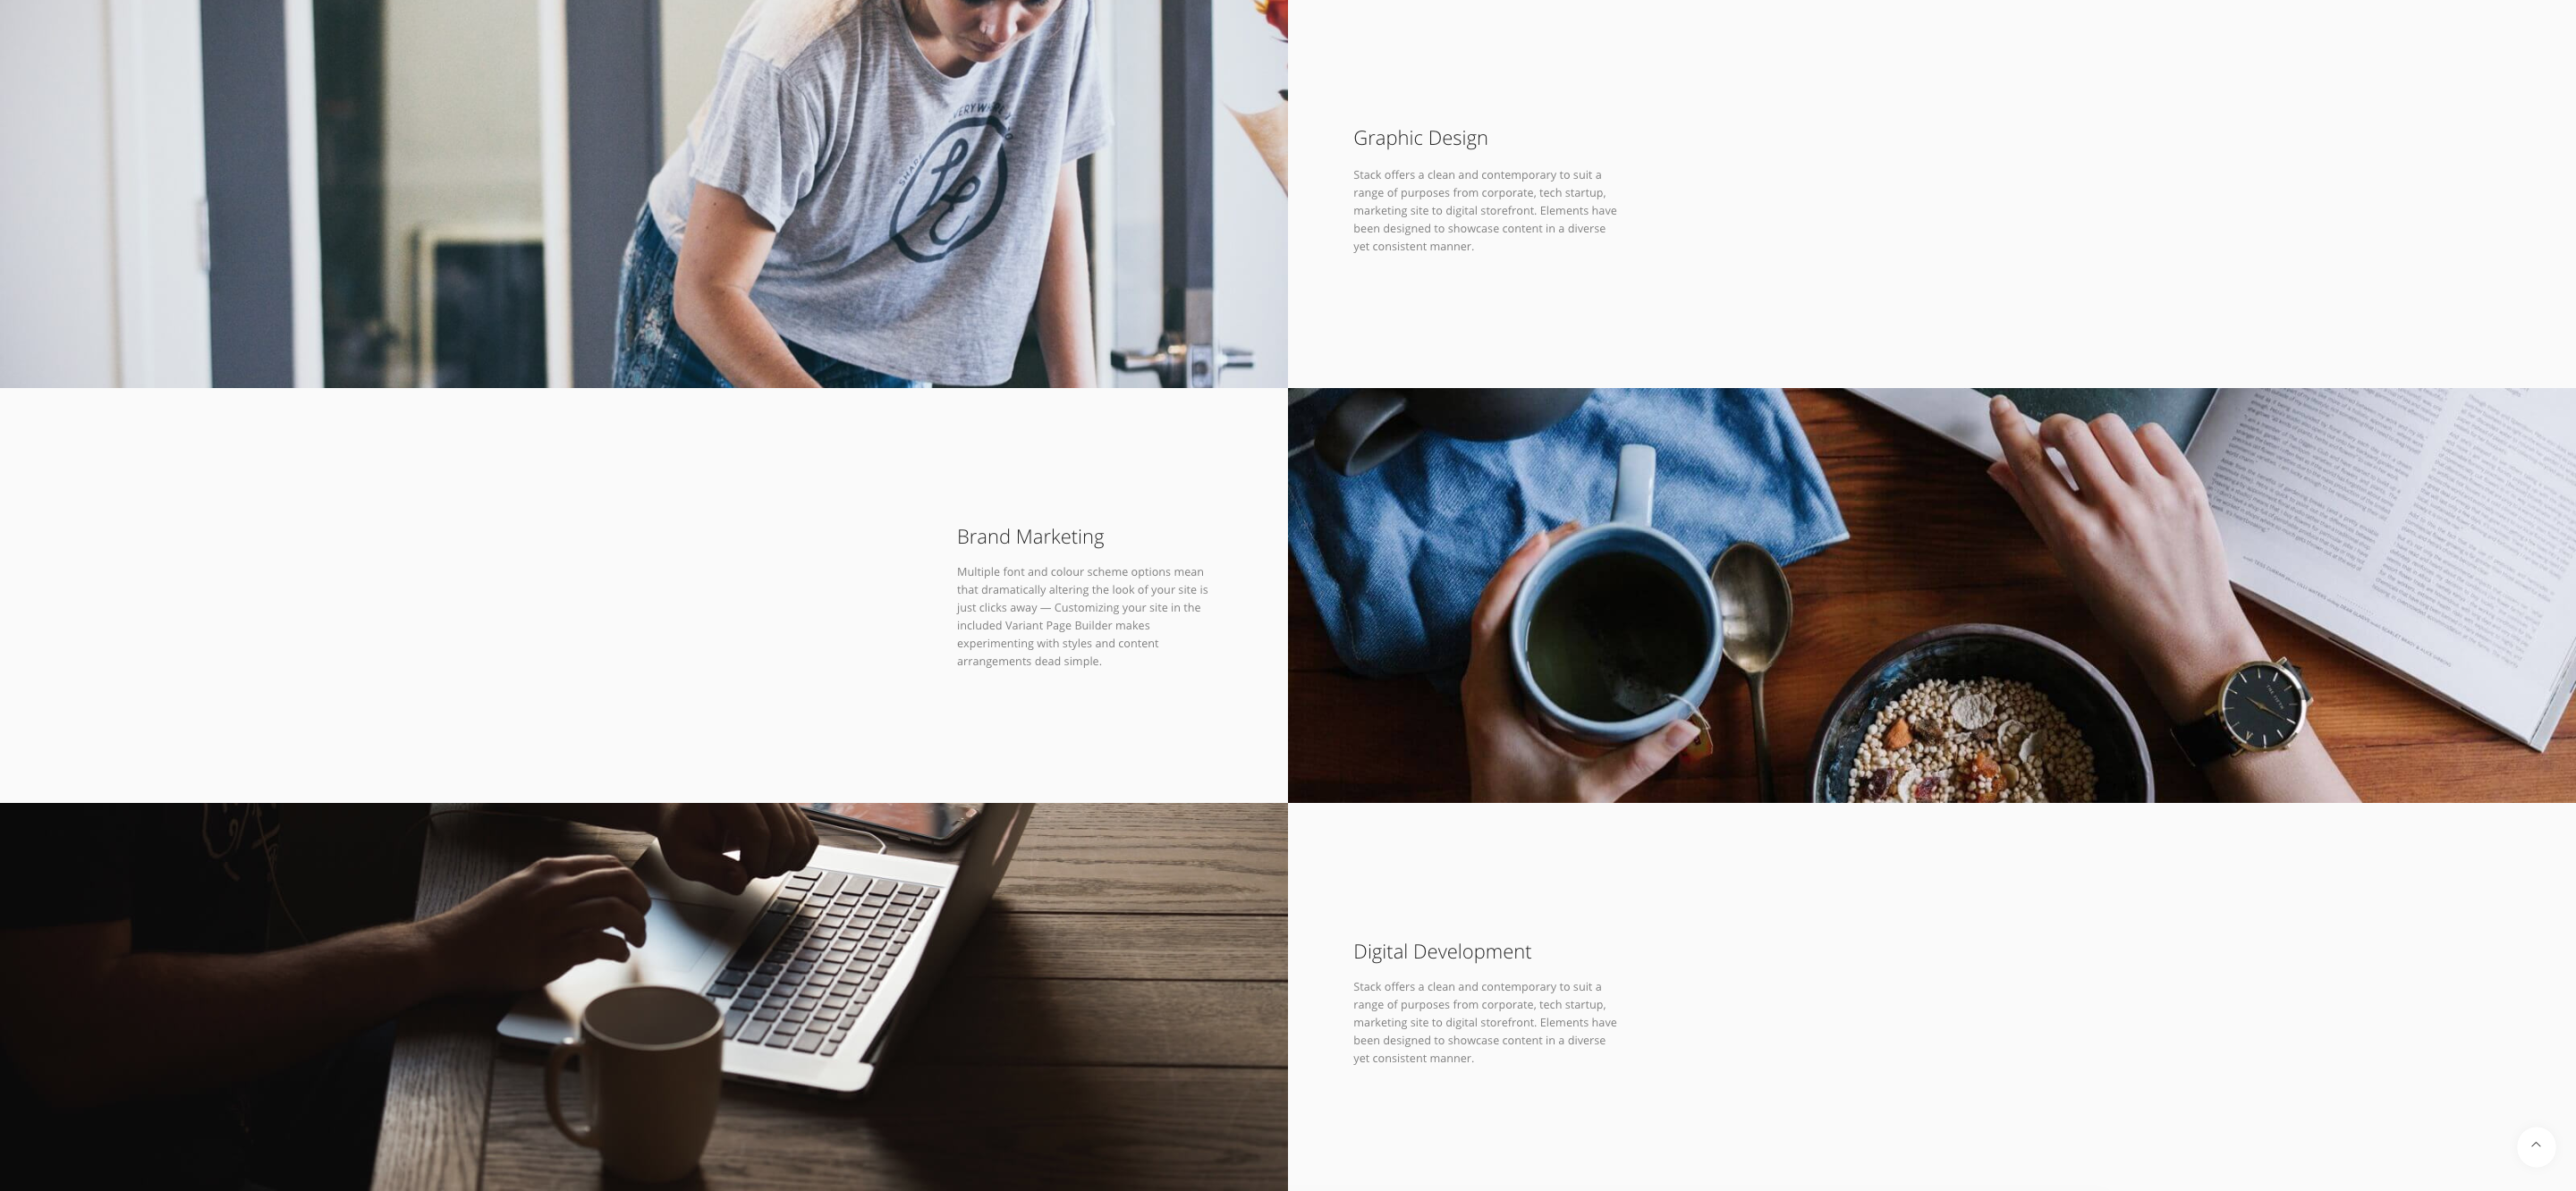 SHARE EVERYWHERE
LE
Graphic Design
Stack offers a clean and contemporary to suit a
range of purposes from corporate, tech startup,
marketing site to digital storefront. Elements have
been designed to showcase content in a diverse
yet consistent manner.
Brand Marketing
Multiple font and colour scheme options mean
that dramatically altering the look of your site is
just clicks away — Customizing your site in the
included Variant Page Builder makes
experimenting with styles and content
arrangements dead simple.
THE FIFTH
Digital Development
Stack offers a clean and contemporary to suit a
range of purposes from corporate, tech startup,
marketing site to digital storefront. Elements have
been designed to showcase content in a diverse
yet consistent manner.